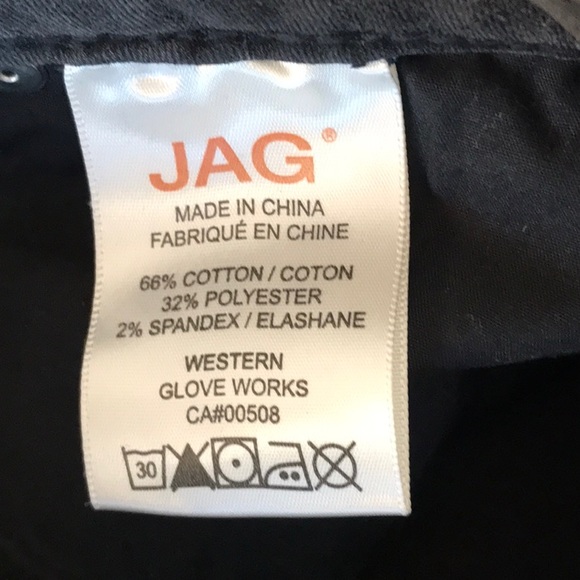 JAG®
MADE IN CHINA
FABRIQUÉ EN CHINE
66% COTTON / COTON
32% POLYESTER
2% SPANDEX / ELASHANE
WESTERN
GLOVE WORKS
CA#00508
30